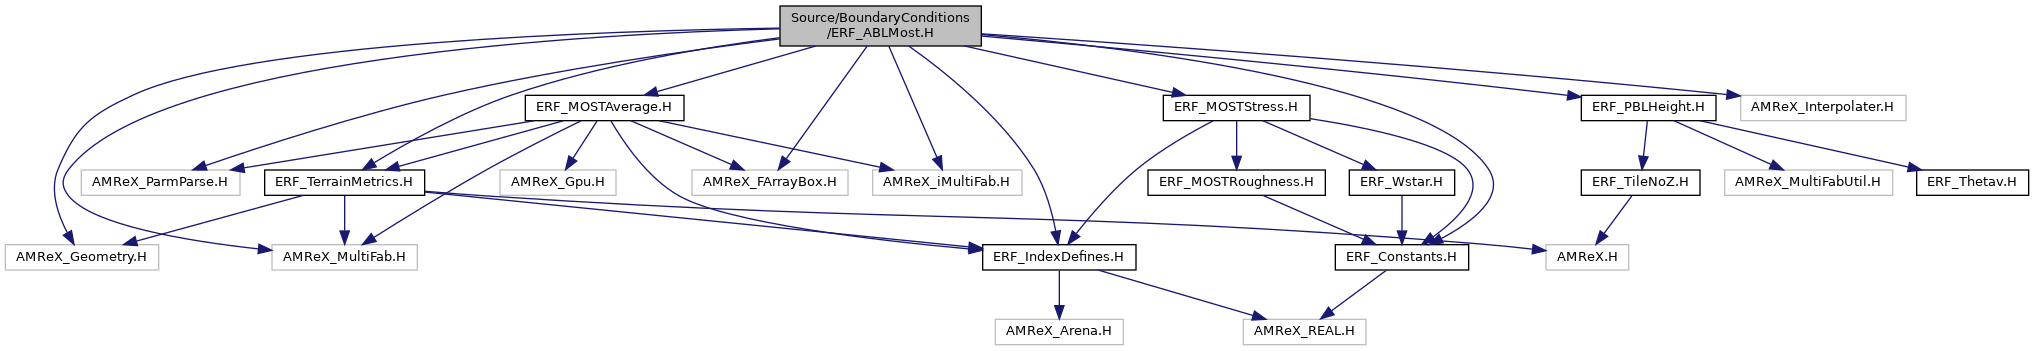 Source/BoundaryConditions
/ERF_ABLMost.H
ERF_MOSTAverage.H
ERF_MOSTStress.H
ERF_PBLHeight.H
AMReX_Interpolater.H
AMReX_ParmParse.H
ERF_TerrainMetrics.H
AMReX_Gpu.H
AMReX_FArrayBox.H
AMReX_iMultiFab.H
ERF_MOSTRoughness.H
ERF_Wstar.H
ERF_TileNoZ.H
AMReX_MultiFabUtil.H
ERF_Thetav.H
AMReX_Geometry.H
AMReX_MultiFab.H
ERF_IndexDefines.H
ERF_Constants.H
AMReX.H
AMReX_Arena.H
AMReX_REAL.H